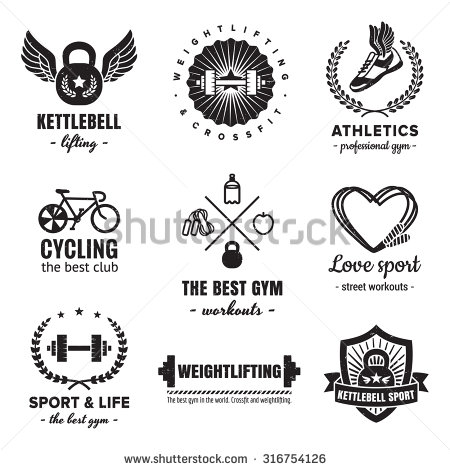 KETTLEBELL
- lifting -
WEIGHTLIFTING
& CROSSFIT
ATHLETICS
- professional gym -
CYCLING
the best club
THE BEST GYM
- workouts -
Love sport
- street workouts -
SPORT & LIFE
- the best gym -
WEIGHTLIFTING
The best gym in the world. Crossfit and weightlifting.
KETTLEBELL SPORT
shutterstock
www.shutterstock.com · 316754126